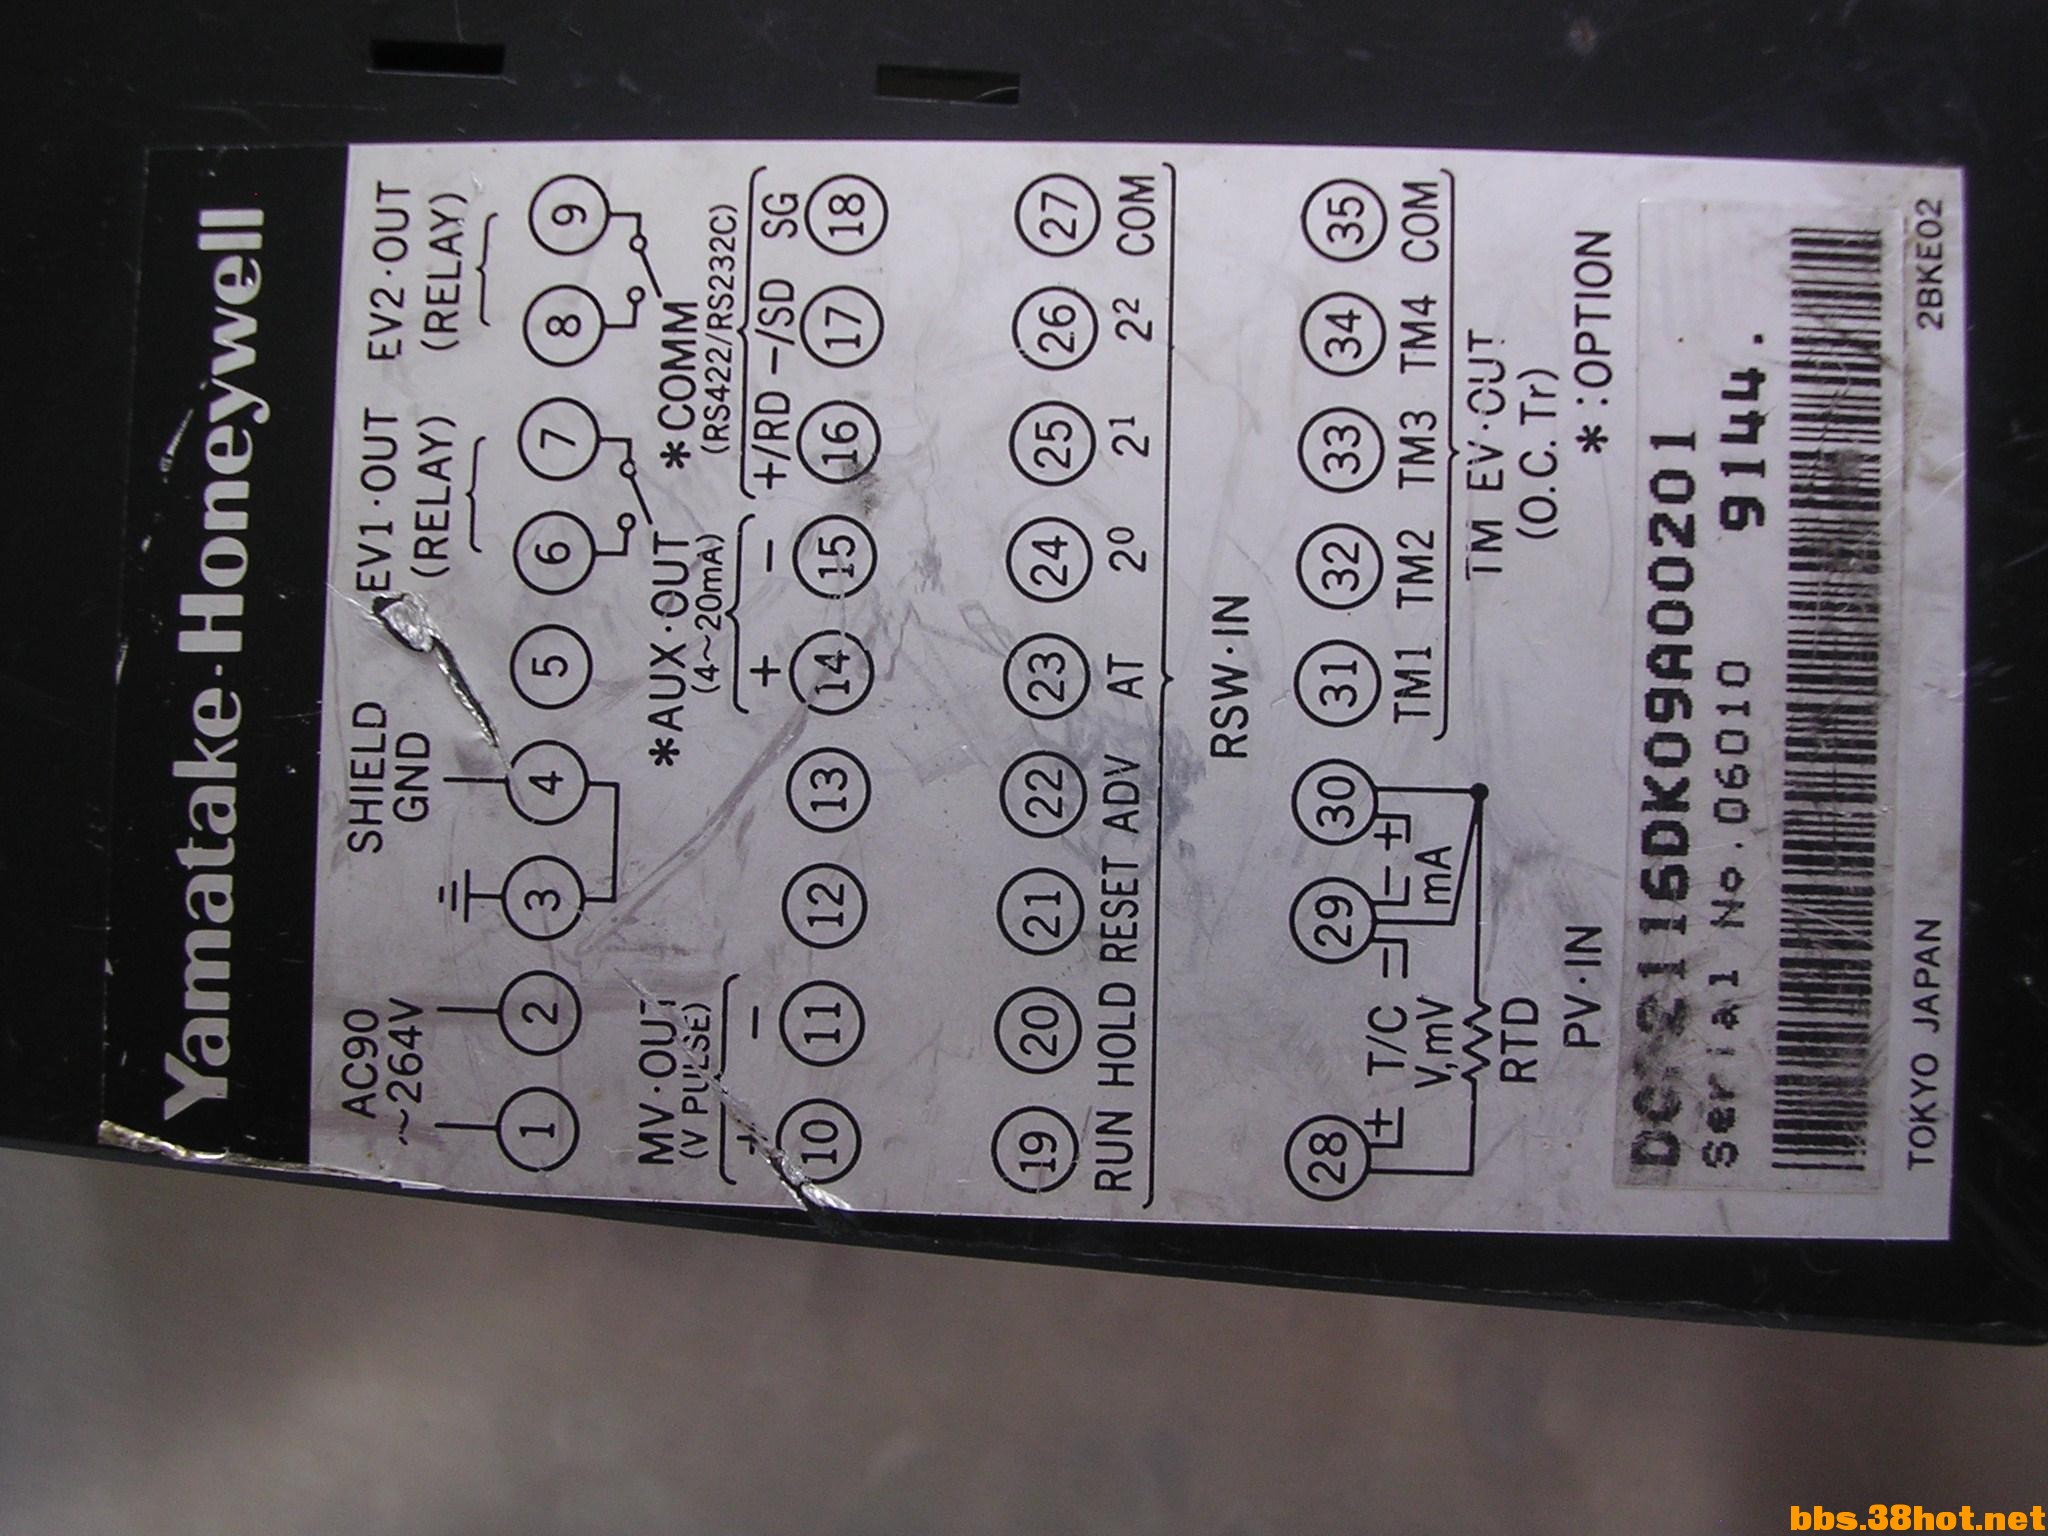 Yamatake-Honeywell
AC90 ~264V
SHIELD GND
EV1·OUT (RELAY)
EV2·OUT (RELAY)
1 2 3 4 5 6 7 8 9
MV·OUT (V PULSE)
*AUX·OUT (4~20mA)
*COMM (RS422/RS232C)
+ − + − +/RD −/SD SG
10 11 12 13 14 15 16 17 18
19 20 21 22 23 24 25 26 27
RUN HOLD RESET ADV AT 2⁰ 2¹ 2² COM
RSW·IN
28 29 30 31 32 33 34 35
+ T/C − − +
V,mV mA
TM1 TM2 TM3 TM4 COM
RTD
TM EV·OUT
(O.C.Tr)
PV·IN
*:OPTION
2116DK09A00201
Serial No. 06010 9144.
TOKYO JAPAN 2BKE02
bbs.38hot.net